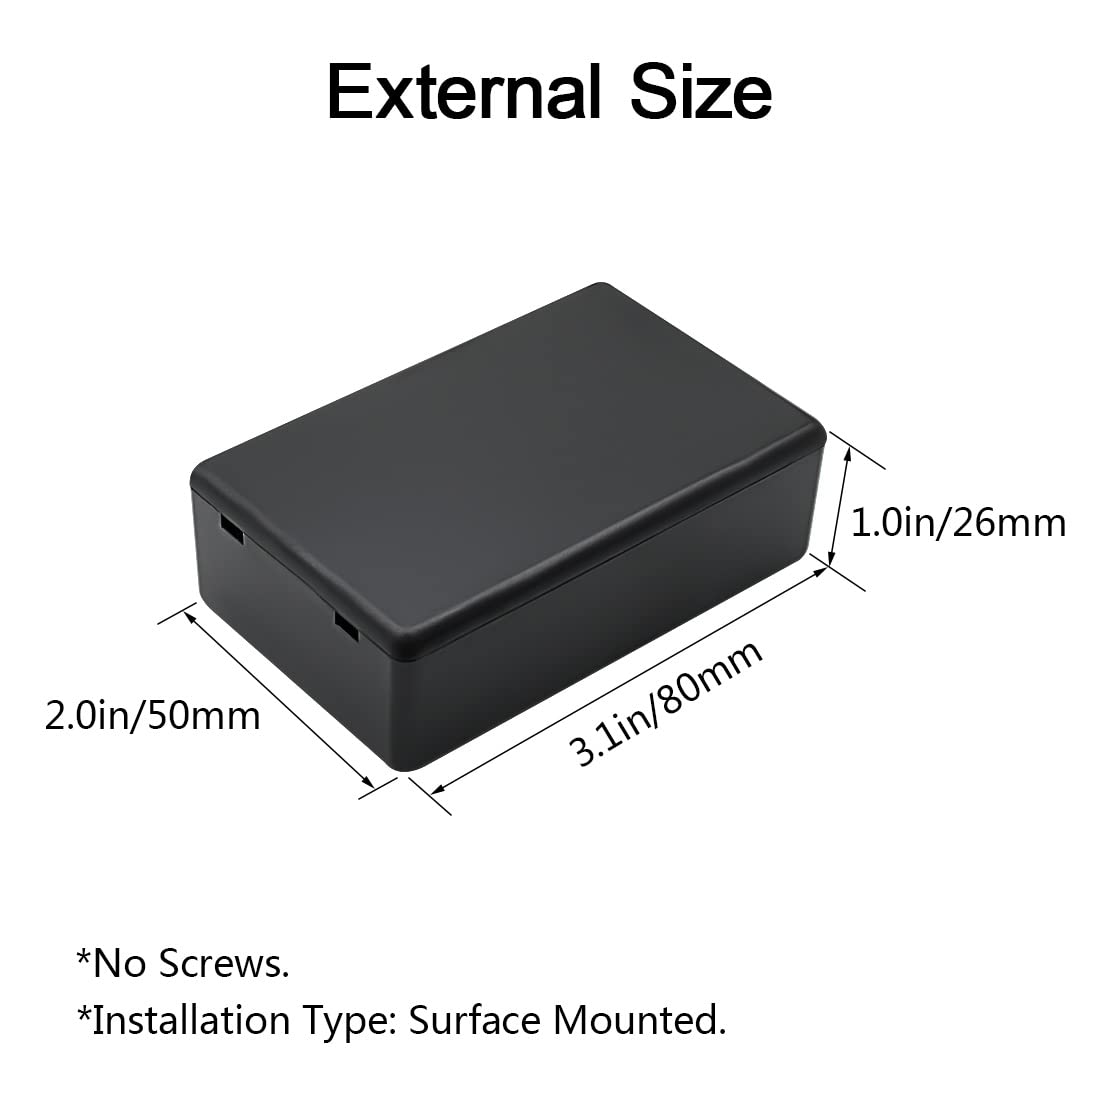 External Size
1.0in/26mm
3.1in/80mm
2.0in/50mm
*No Screws.
*Installation Type: Surface Mounted.